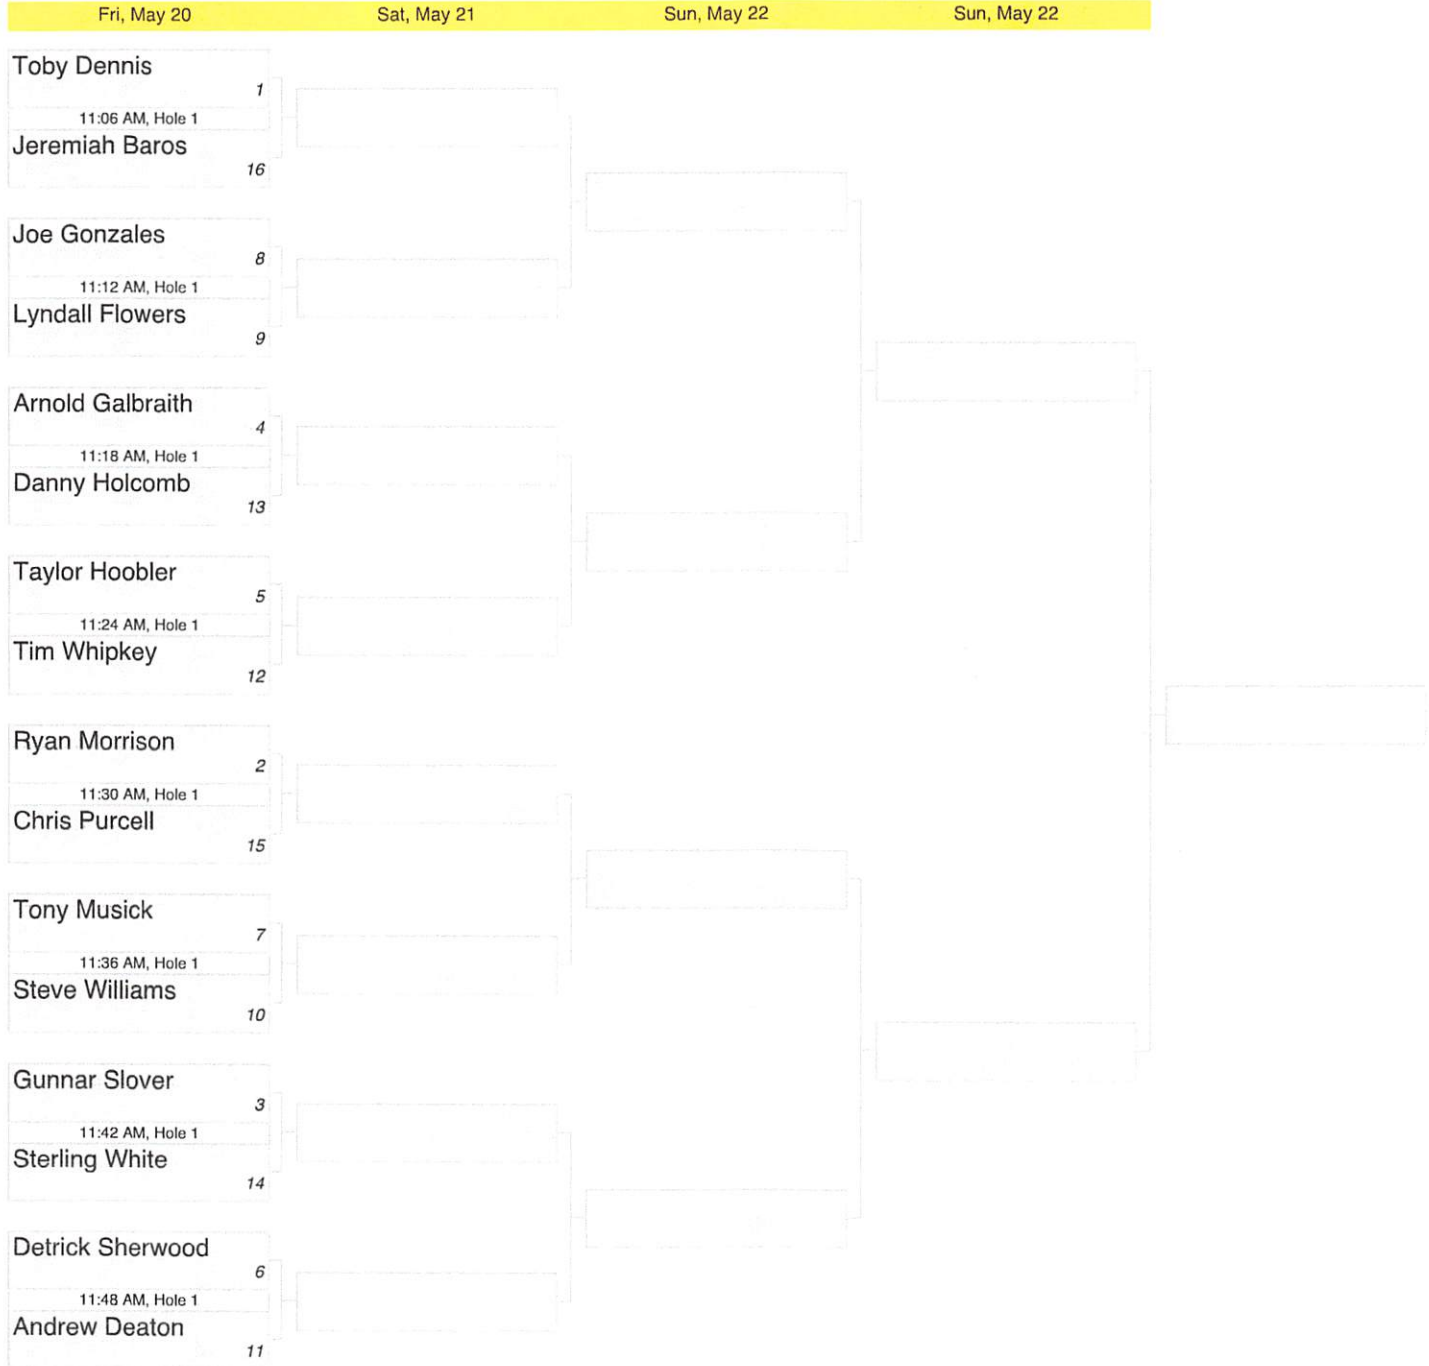 Fri, May 20 Sat, May 21 Sun, May 22 Sun, May 22
Toby Dennis
1
11:06 AM, Hole 1
Jeremiah Baros
16
Joe Gonzales
8
11:12 AM, Hole 1
Lyndall Flowers
9
Arnold Galbraith
4
11:18 AM, Hole 1
Danny Holcomb
13
Taylor Hoobler
5
11:24 AM, Hole 1
Tim Whipkey
12
Ryan Morrison
2
11:30 AM, Hole 1
Chris Purcell
15
Tony Musick
7
11:36 AM, Hole 1
Steve Williams
10
Gunnar Slover
3
11:42 AM, Hole 1
Sterling White
14
Detrick Sherwood
6
11:48 AM, Hole 1
Andrew Deaton
11